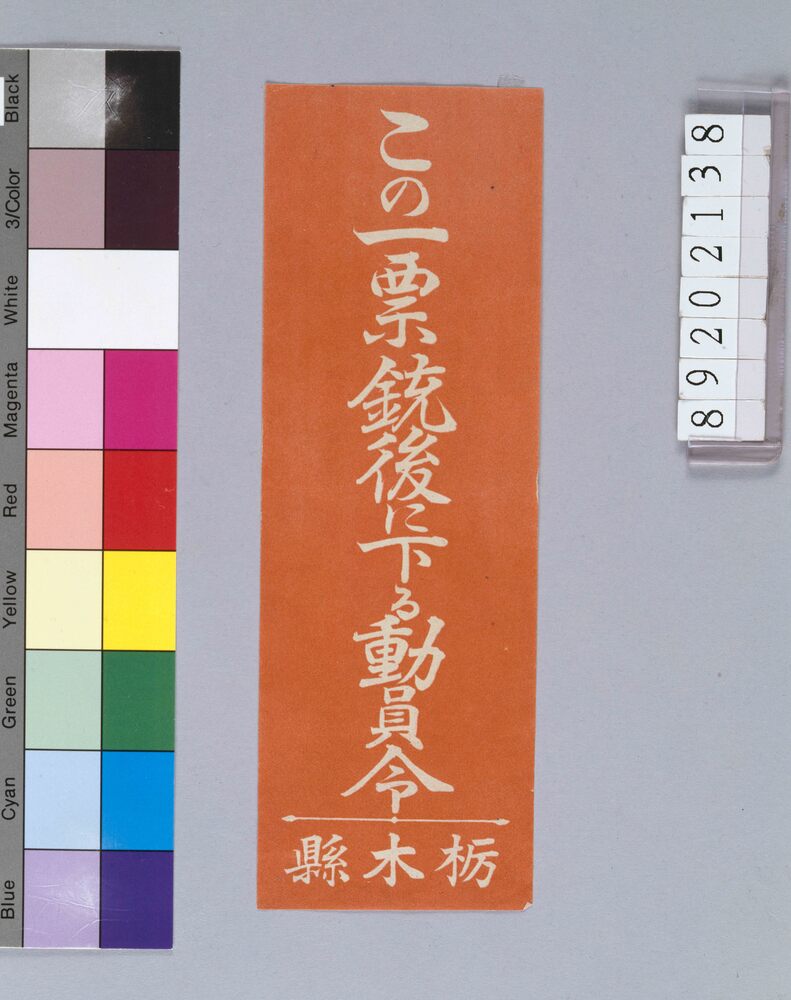 この一票銃後に下る動員令
栃木縣
Black
3/Color
White
Magenta
Red
Yellow
Green
Cyan
Blue
89202138